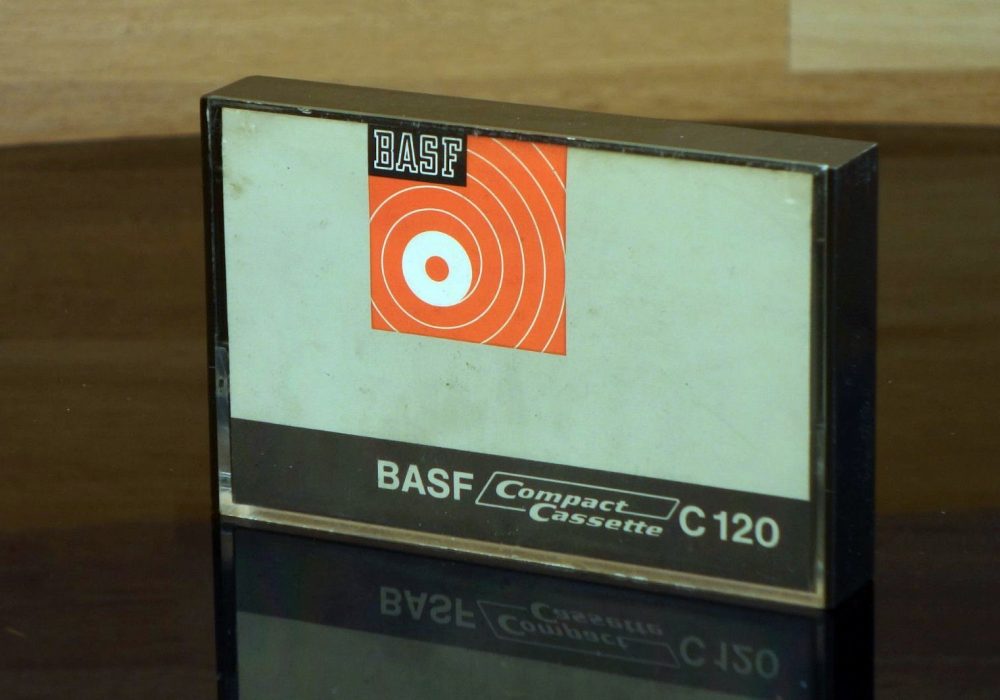 BASF
BASF Compact Cassette C 120